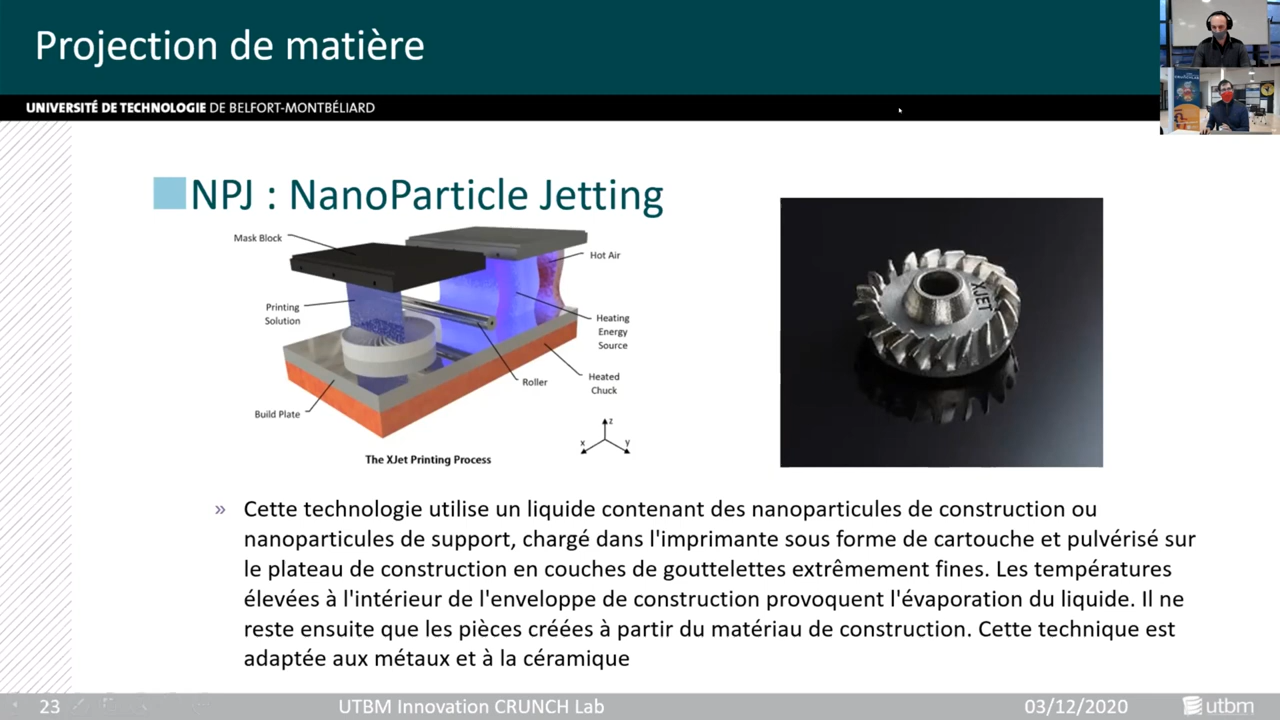 Projection de matière
UNIVERSITÉ DE TECHNOLOGIE DE BELFORT-MONTBÉLIARD
NPJ : NanoParticle Jetting
Mask Block
Hot Air
Printing
Solution
Heating
Energy
Source
XJET
Roller
Heated
Chuck
Build Plate
z
x
y
The XJet Printing Process
» Cette technologie utilise un liquide contenant des nanoparticules de construction ou
nanoparticules de support, chargé dans l'imprimante sous forme de cartouche et pulvérisé sur
le plateau de construction en couches de gouttelettes extrêmement fines. Les températures
élevées à l'intérieur de l'enveloppe de construction provoquent l'évaporation du liquide. Il ne
reste ensuite que les pièces créées à partir du matériau de construction. Cette technique est
adaptée aux métaux et à la céramique
23
UTBM Innovation CRUNCH Lab
03/12/2020
utbm